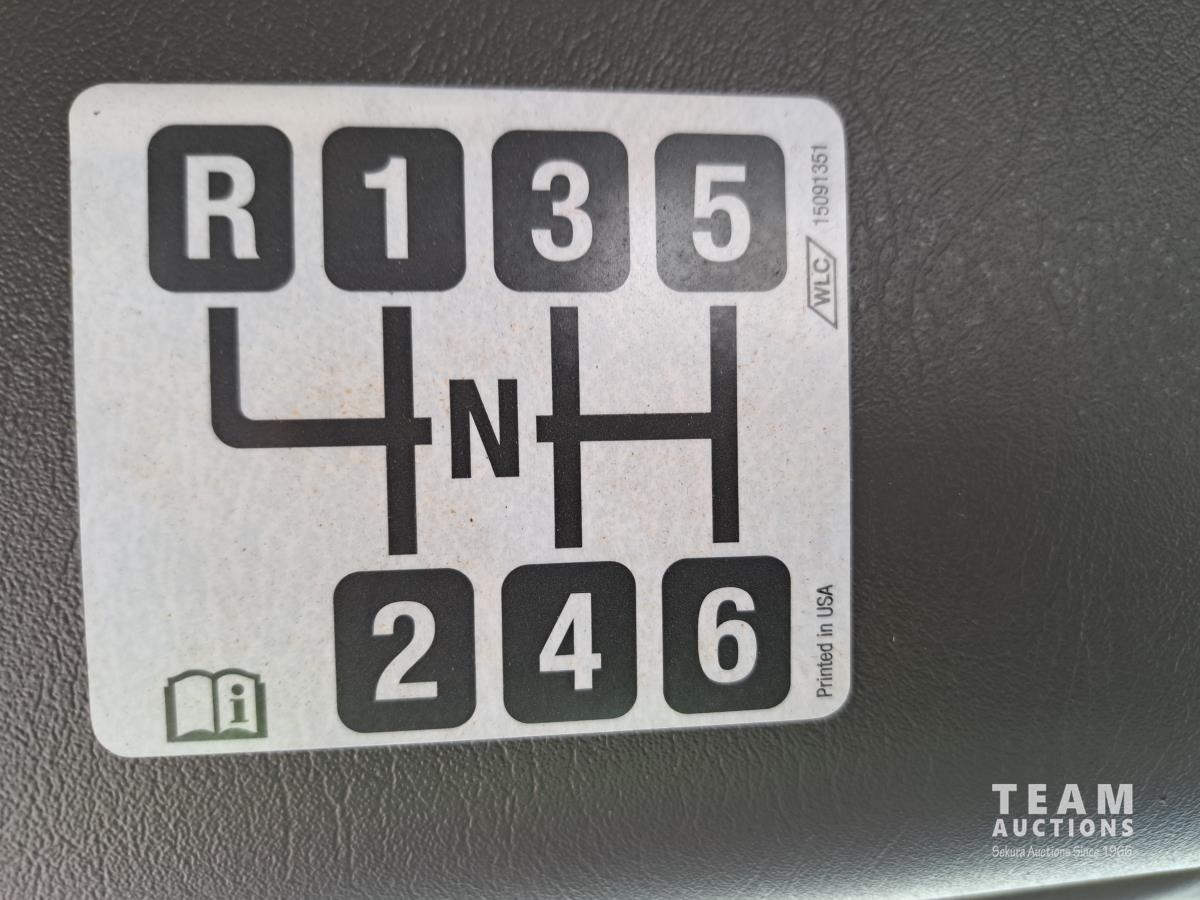 R 1 3 5
N
2 4 6
15091351
WLC
Printed in USA
i
TEAM
AUCTIONS
Sekura Auctions Since 1966